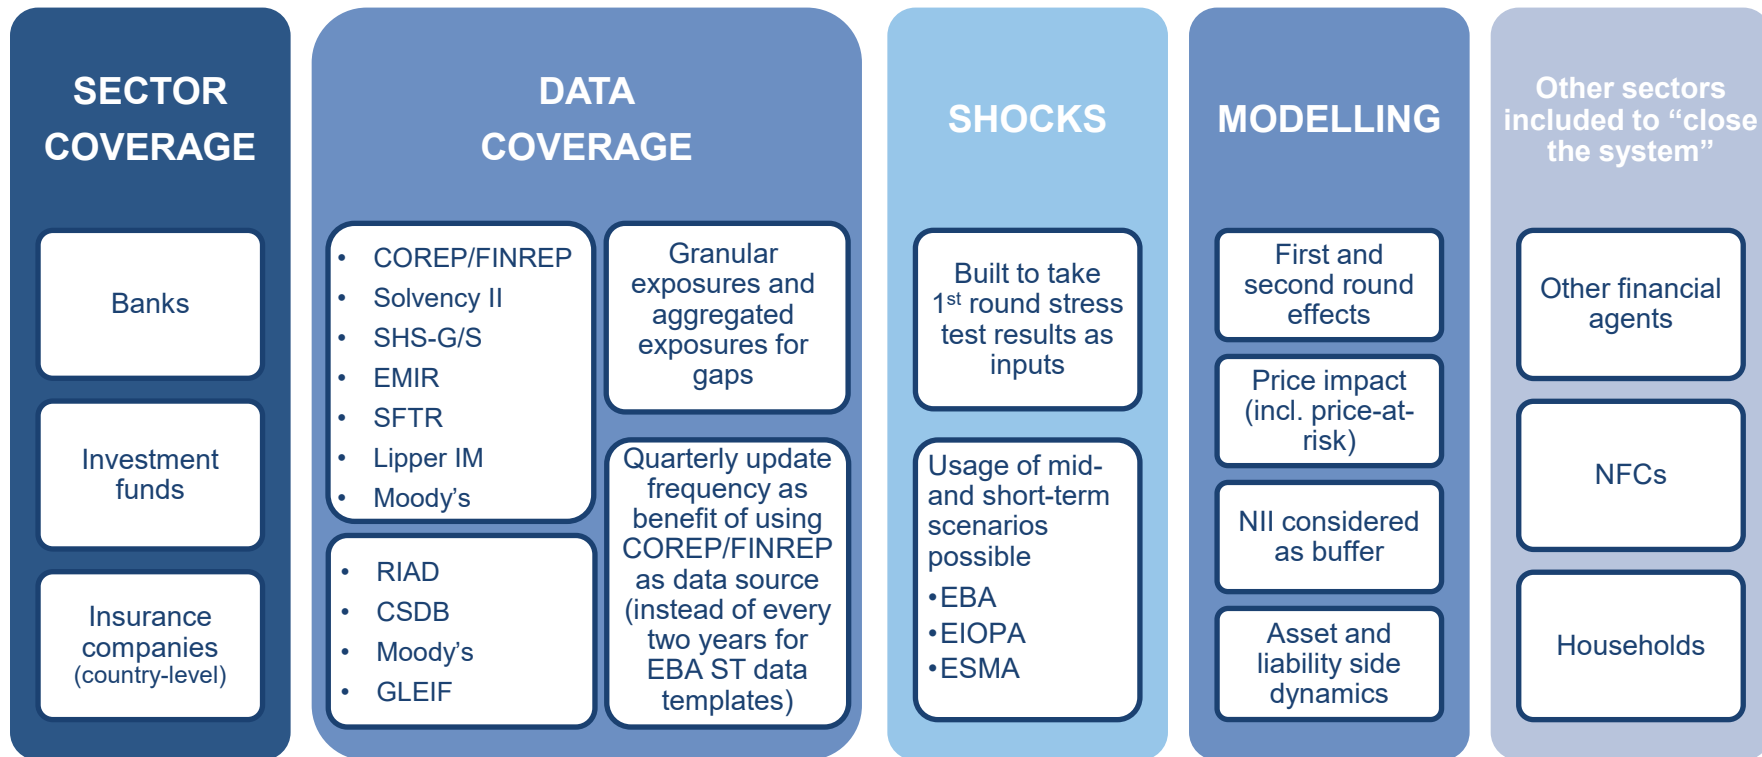 SECTOR
COVERAGE
Banks
Investment
funds
Insurance
companies
(country-level)
DATA
COVERAGE
• COREP/FINREP
• Solvency II
• SHS-G/S
• EMIR
• SFTR
• Lipper IM
• Moody’s
• RIAD
• CSDB
• Moody’s
• GLEIF
Granular
exposures and
aggregated
exposures for
gaps
Quarterly update
frequency as
benefit of using
COREP/FINREP
as data source
(instead of every
two years for
EBA ST data
templates)
SHOCKS
Built to take
1st round stress
test results as
inputs
Usage of mid-
and short-term
scenarios
possible
•EBA
•EIOPA
•ESMA
MODELLING
First and
second round
effects
Price impact
(incl. price-at-
risk)
NII considered
as buffer
Asset and
liability side
dynamics
Other sectors
included to “close
the system”
Other financial
agents
NFCs
Households